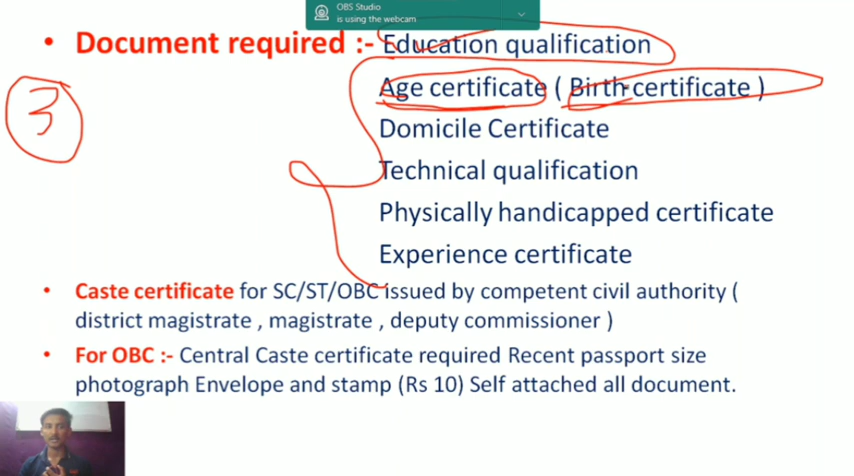 OBS Studio
is using the webcam
• Document required :- Education qualification
Age certificate ( Birth certificate )
3
Domicile Certificate
Technical qualification
Physically handicapped certificate
Experience certificate
• Caste certificate for SC/ST/OBC issued by competent civil authority (
district magistrate , magistrate , deputy commissioner )
• For OBC :- Central Caste certificate required Recent passport size
photograph Envelope and stamp (Rs 10) Self attached all document.